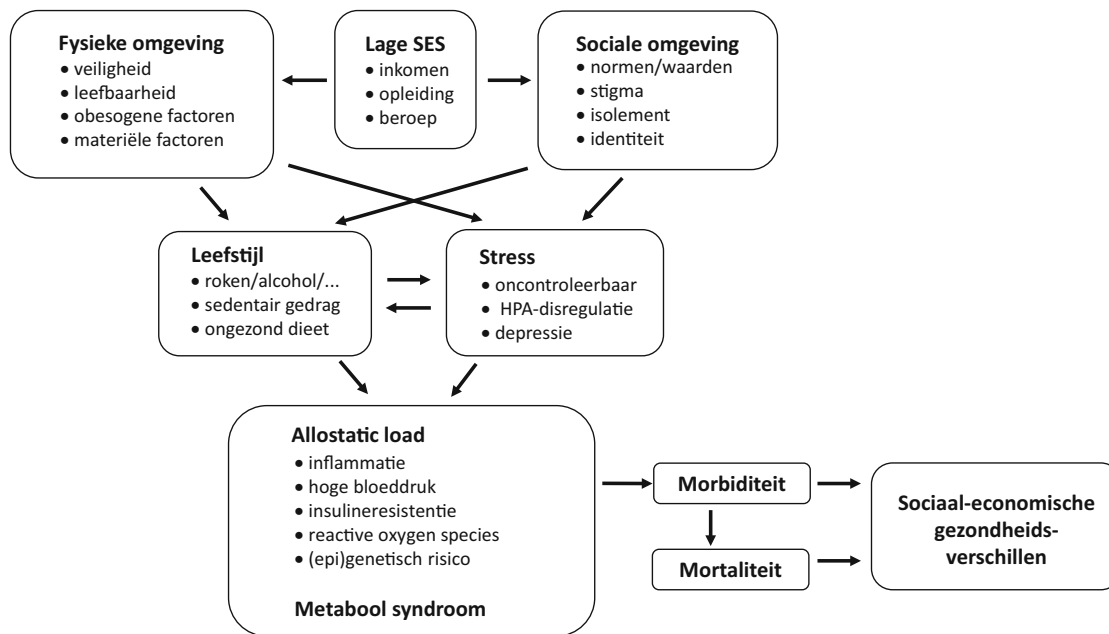 Fysieke omgeving
• veiligheid
• leefbaarheid
• obesogene factoren
• materiële factoren
Lage SES
• inkomen
• opleiding
• beroep
Sociale omgeving
• normen/waarden
• stigma
• isolement
• identiteit
Leefstijl
• roken/alcohol/...
• sedentair gedrag
• ongezond dieet
Stress
• oncontroleerbaar
• HPA-disregulatie
• depressie
Allostatic load
• inflammatie
• hoge bloeddruk
• insulineresistentie
• reactive oxygen species
• (epi)genetisch risico
Metabool syndroom
Morbiditeit
Mortaliteit
Sociaal-economische
gezondheids-
verschillen